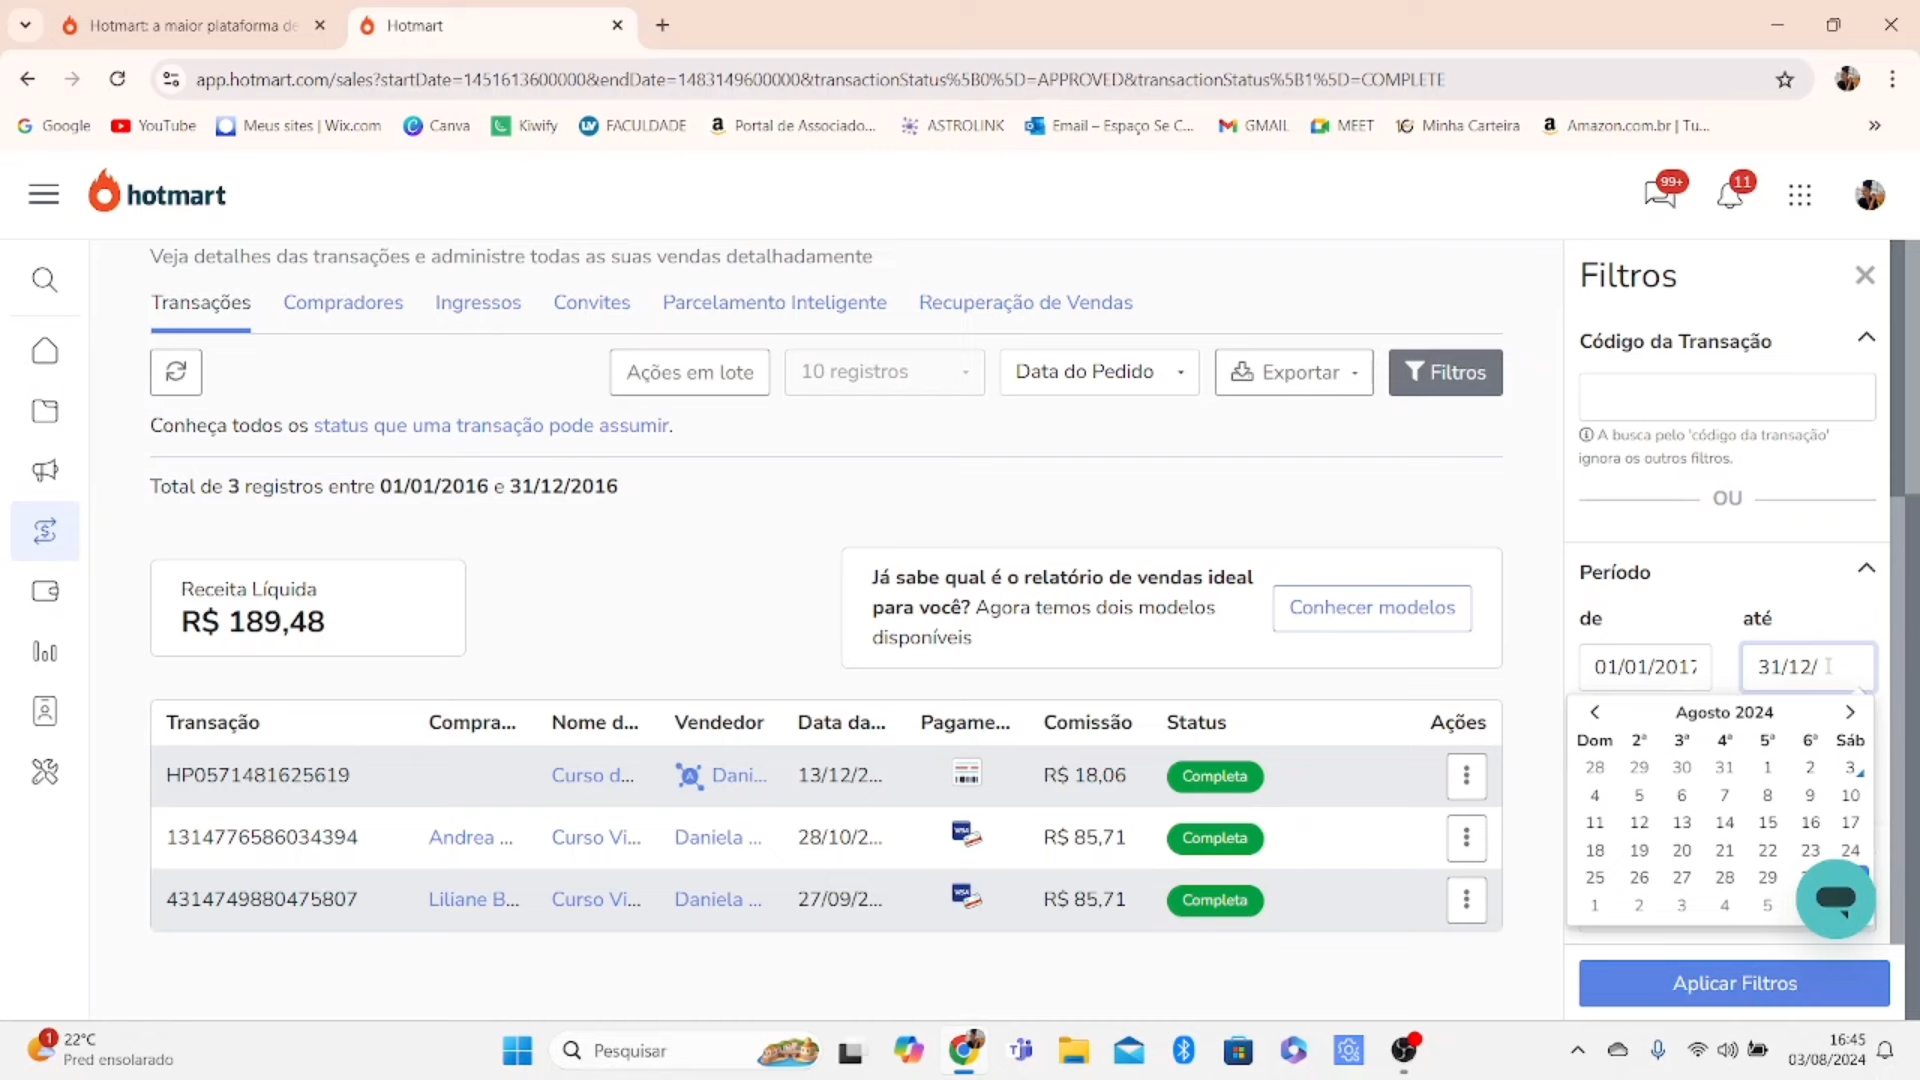 Hotmart: a maior plataforma de
Hotmart
app.hotmart.com/sales?startDate=1451613600000&endDate=1483149600000&transactionStatus%5B0%5D=APPROVED&transactionStatus%5B1%5D=COMPLETE
Google YouTube Meus sites | Wix.com Canva Kiwify FACULDADE Portal de Associado... ASTROLINK Email – Espaço Se C... GMAIL MEET Minha Carteira Amazon.com.br | Tu...
hotmart
99+
11
Veja detalhes das transações e administre todas as suas vendas detalhadamente
Transações Compradores Ingressos Convites Parcelamento Inteligente Recuperação de Vendas
Ações em lote 10 registros Data do Pedido Exportar Filtros
Conheça todos os status que uma transação pode assumir.
Total de 3 registros entre 01/01/2016 e 31/12/2016
Receita Líquida
R$ 189,48
Já sabe qual é o relatório de vendas ideal
para você? Agora temos dois modelos
disponíveis
Conhecer modelos
Transação Compra... Nome d... Vendedor Data da... Pagame... Comissão Status Ações
HP0571481625619 Curso d... Dani... 13/12/2... R$ 18,06 Completa
1314776586034394 Andrea ... Curso Vi... Daniela ... 28/10/2... R$ 85,71 Completa
4314749880475807 Liliane B... Curso Vi... Daniela ... 27/09/2... R$ 85,71 Completa
Filtros
Código da Transação
A busca pelo 'código da transação'
ignora os outros filtros.
OU
Período
de até
01/01/2017 31/12/
Agosto 2024
Dom 2ª 3ª 4ª 5ª 6ª Sáb
28 29 30 31 1 2 3
4 5 6 7 8 9 10
11 12 13 14 15 16 17
18 19 20 21 22 23 24
25 26 27 28 29
1 2 3 4 5
Aplicar Filtros
1
22°C
Pred ensolarado
Pesquisar
16:45
03/08/2024